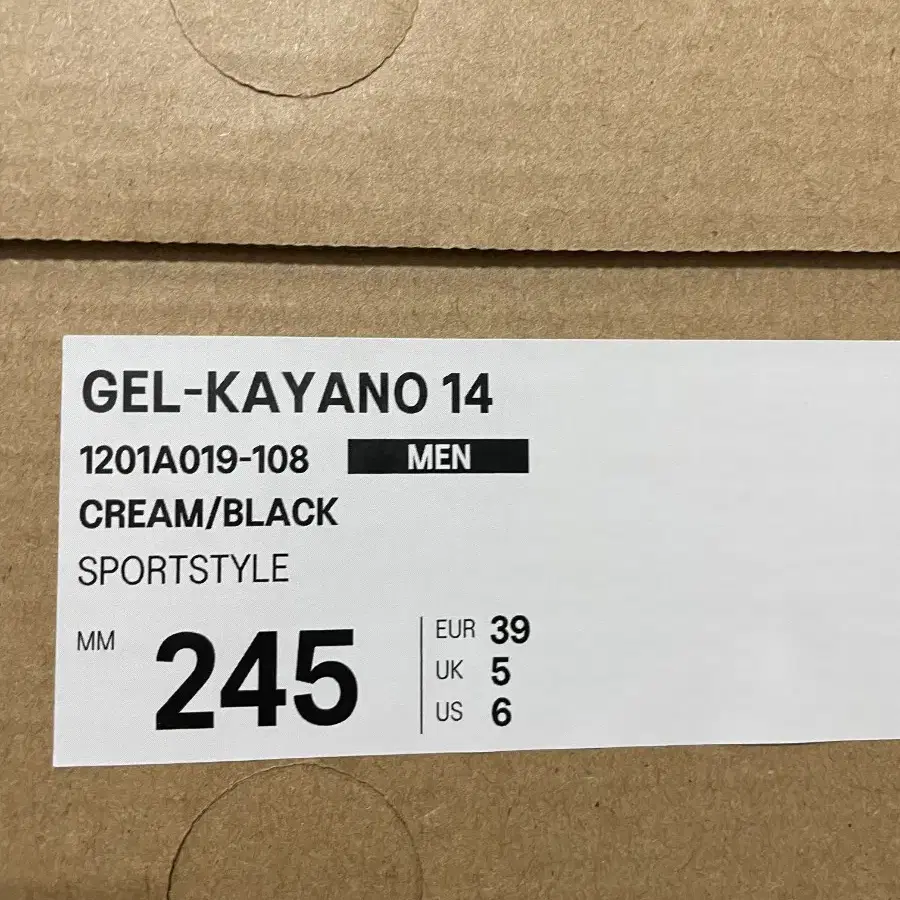 GEL-KAYANO 14
1201A019-108 MEN
CREAM/BLACK
SPORTSTYLE
MM 245
EUR 39
UK 5
US 6